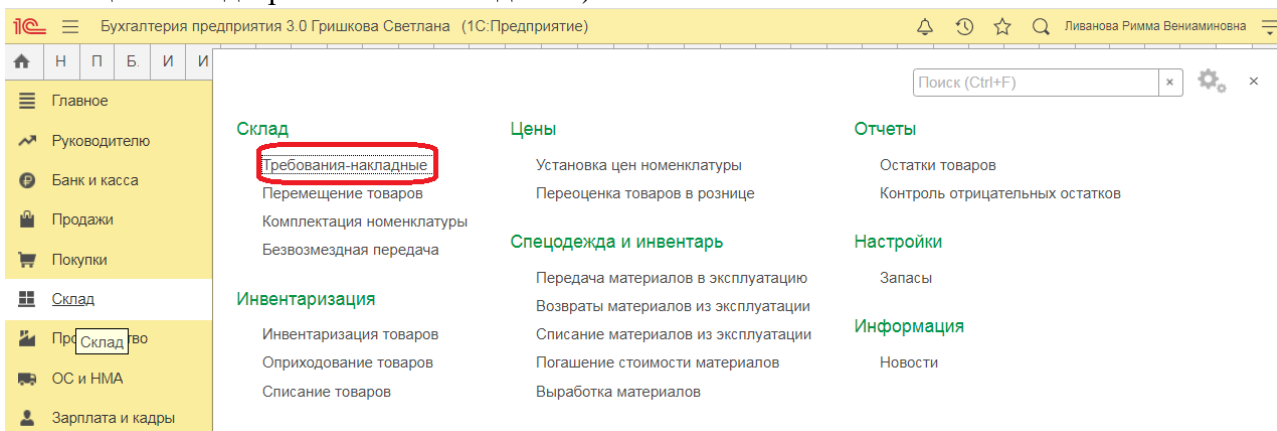 Бухгалтерия предприятия 3.0 Гришкова Светлана (1С:Предприятие)
Ливанова Римма Вениаминовна
Н П Б. И И
Поиск (Ctrl+F)
Главное
Руководителю
Банк и касса
Продажи
Покупки
Склад
Склад
ОС и НМА
Зарплата и кадры
Склад
Требования-накладные
Перемещение товаров
Комплектация номенклатуры
Безвозмездная передача
Инвентаризация
Инвентаризация товаров
Оприходование товаров
Списание товаров
Цены
Установка цен номенклатуры
Переоценка товаров в рознице
Спецодежда и инвентарь
Передача материалов в эксплуатацию
Возвраты материалов из эксплуатации
Списание материалов из эксплуатации
Погашение стоимости материалов
Выработка материалов
Отчеты
Остатки товаров
Контроль отрицательных остатков
Настройки
Запасы
Информация
Новости